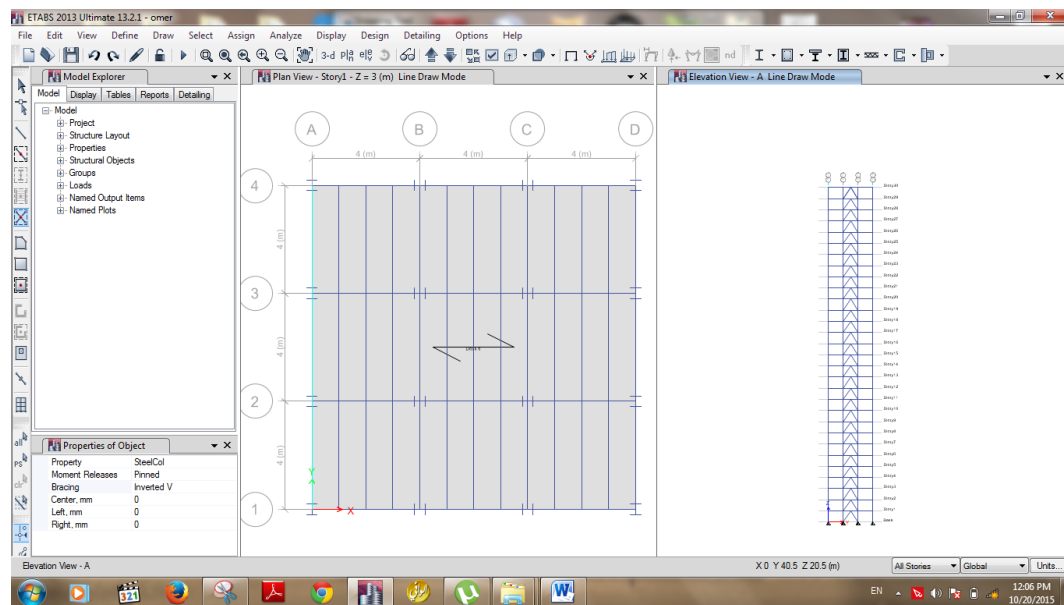 ETABS 2013 Ultimate 13.2.1 - omer
File Edit View Define Draw Select Assign Analyze Display Design Detailing Options Help
3-d
nd
Model Explorer
Model Display Tables Reports Detailing
Model
Project
Structure Layout
Properties
Structural Objects
Groups
Loads
Named Output Items
Named Plots
Properties of Object
Property SteelCol
Moment Releases Pinned
Bracing Inverted V
Center, mm 0
Left, mm 0
Right, mm 0
Plan View - Story1 - Z = 3 (m) Line Draw Mode
A B C D
4 (m) 4 (m) 4 (m)
4
4 (m)
3
4 (m)
2
4 (m)
1
Y
X
Elevation View - A Line Draw Mode
Elevation View - A
X 0 Y 40.5 Z 20.5 (m)
All Stories
Global
Units...
EN
12:06 PM
10/20/2015